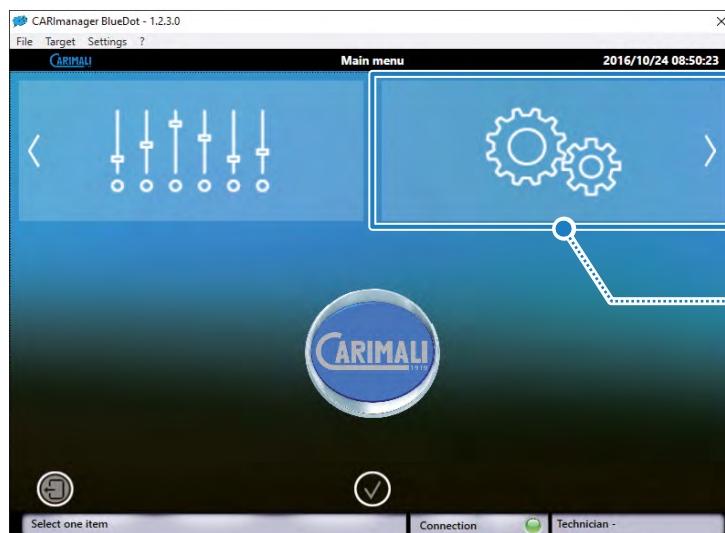 CARImanager BlueDot - 1.2.3.0
File Target Settings ?
CARIMALI Main menu 2016/10/24 08:50:23
CARIMALI
1919
Select one item Connection Technician -